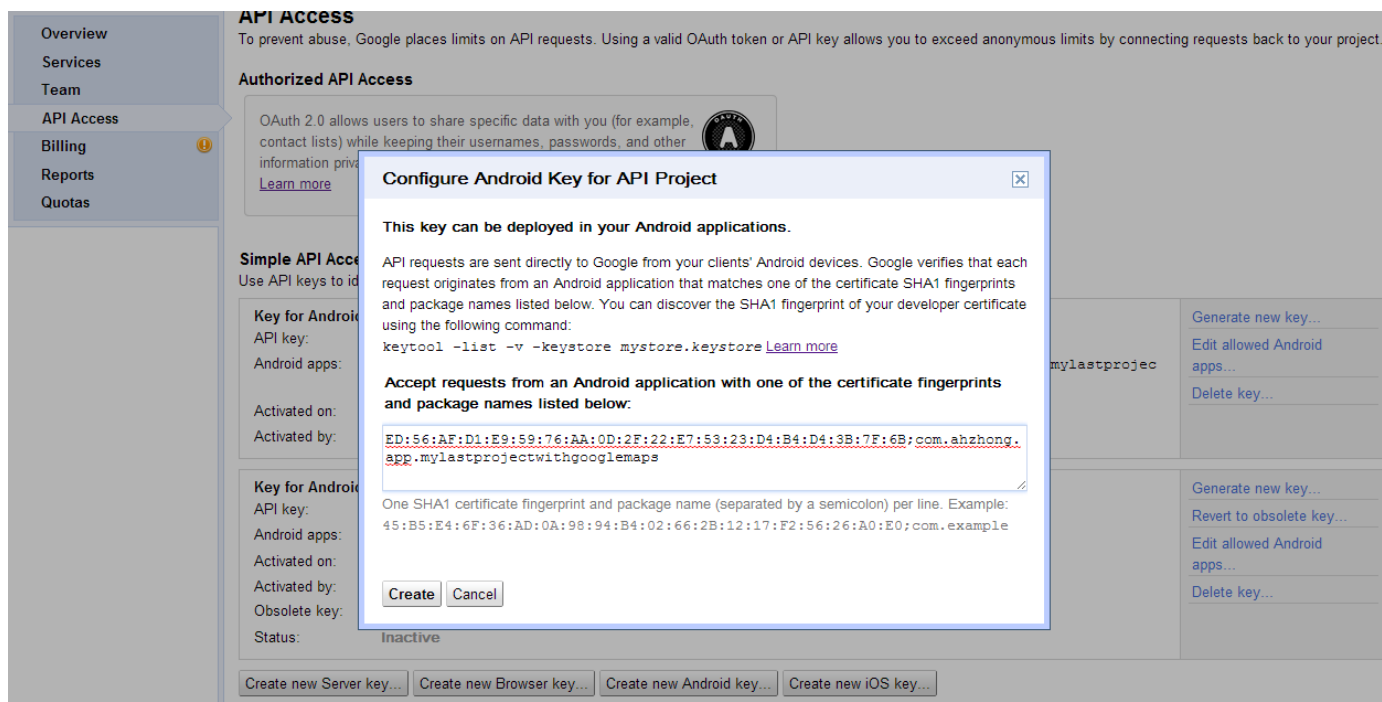 API Access
Overview
To prevent abuse, Google places limits on API requests. Using a valid OAuth token or API key allows you to exceed anonymous limits by connecting requests back to your project.
Services
Team
Authorized API Access
API Access
Billing
Reports
Quotas
OAuth 2.0 allows users to share specific data with you (for example,
contact lists) while keeping their usernames, passwords, and other
information priva
Learn more
OAUTH
A
Configure Android Key for API Project
This key can be deployed in your Android applications.
API requests are sent directly to Google from your clients' Android devices. Google verifies that each
request originates from an Android application that matches one of the certificate SHA1 fingerprints
and package names listed below. You can discover the SHA1 fingerprint of your developer certificate
using the following command:
keytool -list -v -keystore mystore.keystore Learn more
Accept requests from an Android application with one of the certificate fingerprints
and package names listed below:
ED:56:AF:D1:E9:59:76:AA:0D:2F:22:E7:53:23:D4:B4:D4:3B:7F:6B;com.ahzhong.
app.mylastprojectwithgooglemaps
One SHA1 certificate fingerprint and package name (separated by a semicolon) per line. Example:
45:B5:E4:6F:36:AD:0A:98:94:B4:02:66:2B:12:17:F2:56:26:A0:E0;com.example
Create Cancel
Simple API Acce
Use API keys to id
Key for Androi
API key:
Android apps: mylastprojec
Activated on:
Activated by:
Generate new key...
Edit allowed Android
apps...
Delete key...
Key for Androi
API key:
Android apps:
Activated on:
Activated by:
Obsolete key:
Status: Inactive
Generate new key...
Revert to obsolete key...
Edit allowed Android
apps...
Delete key...
Create new Server key... Create new Browser key... Create new Android key... Create new iOS key...